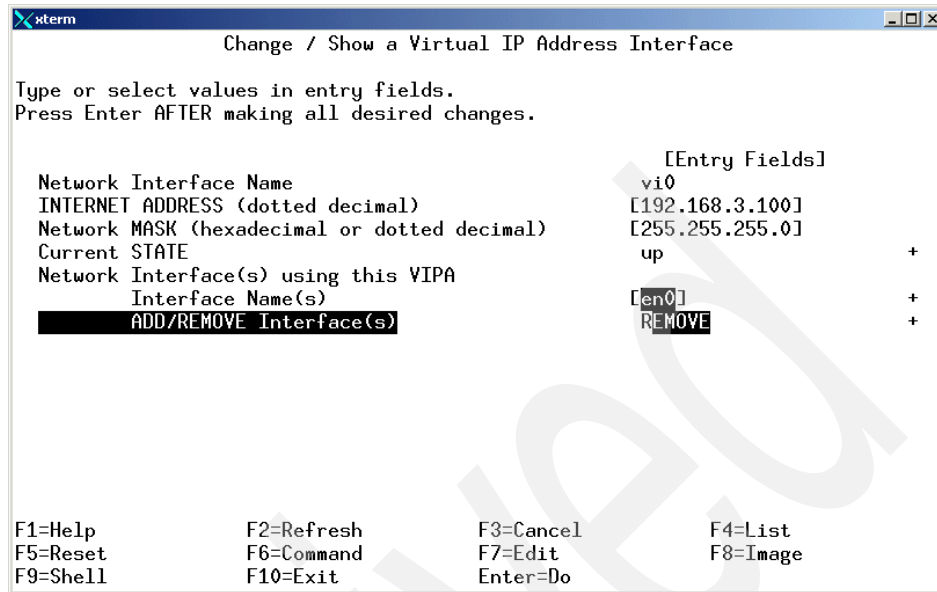 xterm
Change / Show a Virtual IP Address Interface
Type or select values in entry fields.
Press Enter AFTER making all desired changes.
[Entry Fields]
Network Interface Name vi0
INTERNET ADDRESS (dotted decimal) [192.168.3.100]
Network MASK (hexadecimal or dotted decimal) [255.255.255.0]
Current STATE up +
Network Interface(s) using this VIPA
Interface Name(s) [en0] +
ADD/REMOVE Interface(s) REMOVE +
F1=Help F2=Refresh F3=Cancel F4=List
F5=Reset F6=Command F7=Edit F8=Image
F9=Shell F10=Exit Enter=Do